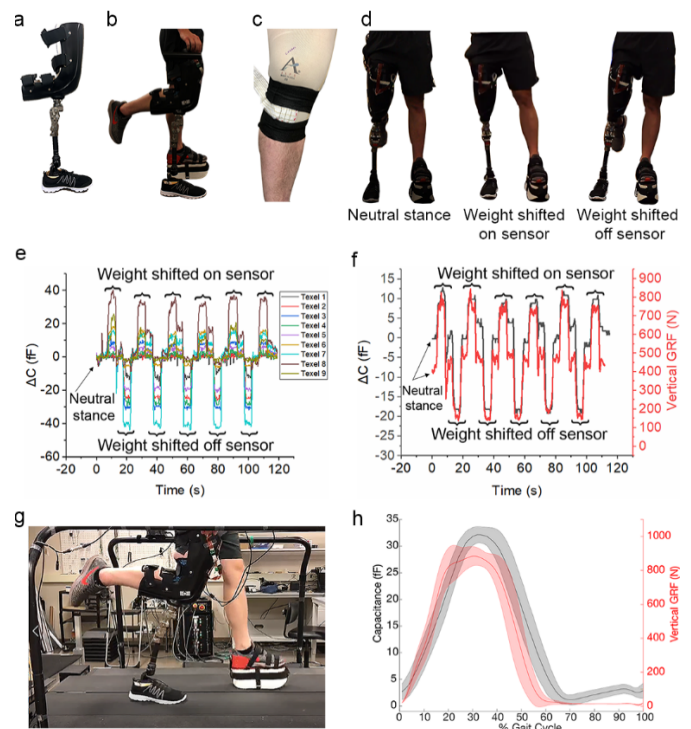 a
b
c
d
Neutral stance
Weight shifted
on sensor
Weight shifted
off sensor
e
Weight shifted on sensor
Texel 1
Texel 2
Texel 3
Texel 4
Texel 5
Texel 6
Texel 7
Texel 8
Texel 9
60
40
20
0
-20
-40
-60
ΔC (fF)
Neutral
stance
Weight shifted off sensor
-20 0 20 40 60 80 100 120
Time (s)
f
Weight shifted on sensor
15
10
5
0
-5
-10
-15
-20
-25
-30
ΔC (fF)
Neutral
stance
Weight shifted off sensor
900
800
700
600
500
400
300
200
100
0
Vertical GRF (N)
-20 0 20 40 60 80 100 120
Time (s)
g
h
35
30
25
20
15
10
5
0
Capacitance (fF)
1000
800
600
400
200
0
Vertical GRF (N)
0 10 20 30 40 50 60 70 80 90 100
% Gait Cycle